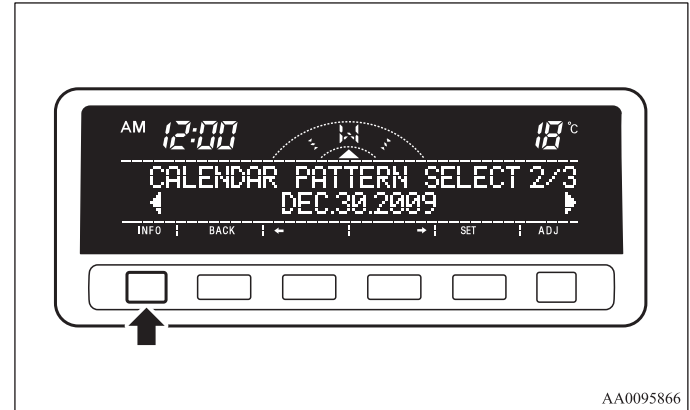 AM 12:00 W 18 °C
CALENDAR PATTERN SELECT 2/3
DEC.30.2009
INFO BACK ← → SET ADJ
AA0095866